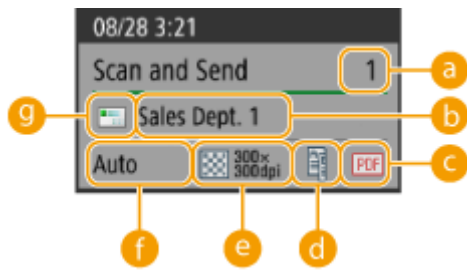 08/28 3:21
Scan and Send 1 a
g Sales Dept. 1 b
Auto 300× 300dpi PDF c
f e d